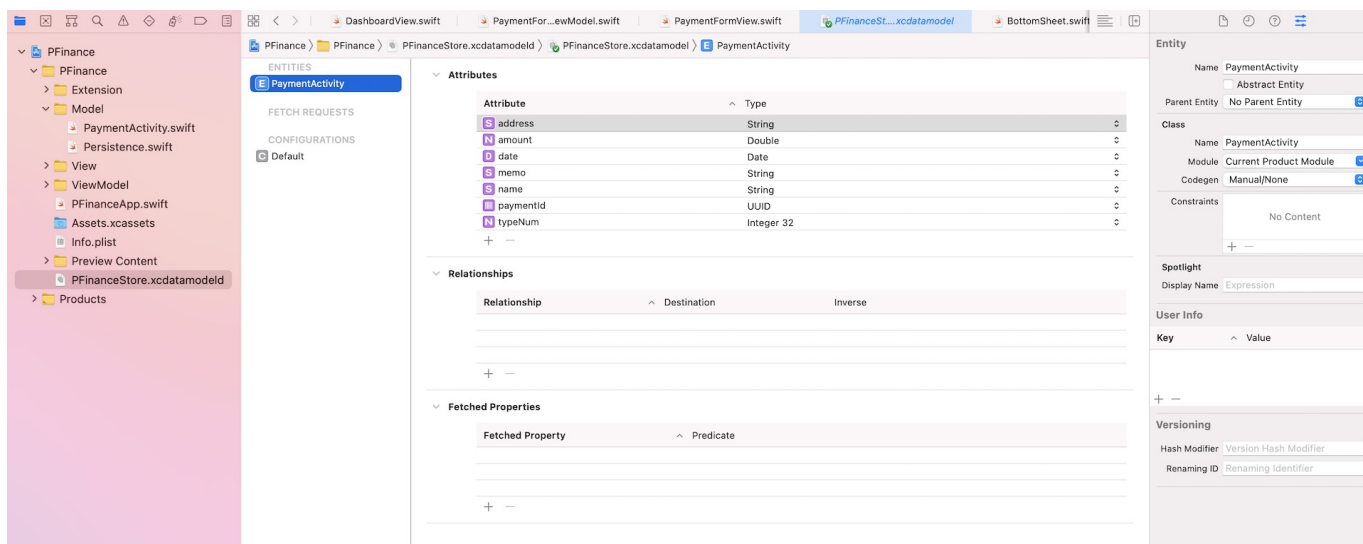 DashboardView.swift
PaymentFor...ewModel.swift
PaymentFormView.swift
PFinanceSt....xcdatamodel
BottomSheet.swift
PFinance
PFinance
Extension
Model
PaymentActivity.swift
Persistence.swift
View
ViewModel
PFinanceApp.swift
Assets.xcassets
Info.plist
Preview Content
PFinanceStore.xcdatamodeld
Products
PFinance
PFinance
PFinanceStore.xcdatamodeld
PFinanceStore.xcdatamodel
E PaymentActivity
ENTITIES
E PaymentActivity
FETCH REQUESTS
CONFIGURATIONS
C Default
Attributes
Attribute Type
S address String
N amount Double
D date Date
S memo String
S name String
paymentId UUID
N typeNum Integer 32
+ −
Relationships
Relationship Destination Inverse
+ −
Fetched Properties
Fetched Property Predicate
+ −
Entity
Name PaymentActivity
Abstract Entity
Parent Entity No Parent Entity
Class
Name PaymentActivity
Module Current Product Module
Codegen Manual/None
Constraints
No Content
+ −
Spotlight
Display Name Expression
User Info
Key Value
+ −
Versioning
Hash Modifier Version Hash Modifier
Renaming ID Renaming Identifier